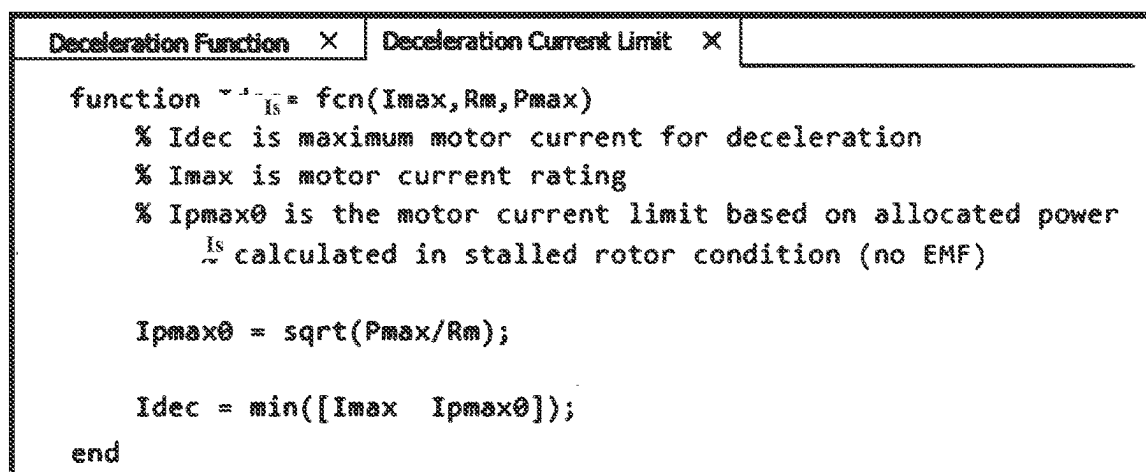 Deceleration Function × Deceleration Current Limit ×
function Is = fcn(Imax,Rm,Pmax)
% Idec is maximum motor current for deceleration
% Imax is motor current rating
% Ipmax0 is the motor current limit based on allocated power
Is calculated in stalled rotor condition (no EMF)
Ipmax0 = sqrt(Pmax/Rm);
Idec = min([Imax Ipmax0]);
end